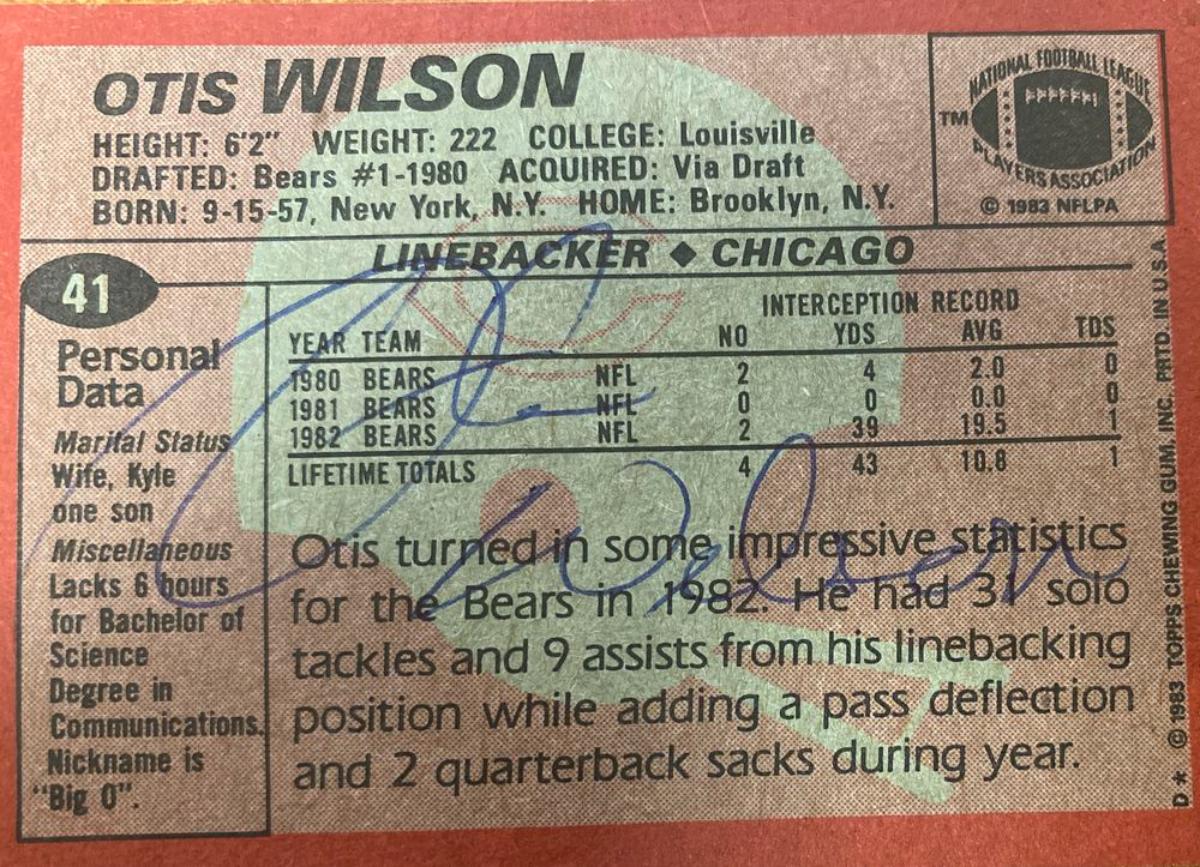 OTIS WILSON
HEIGHT: 6'2" WEIGHT: 222 COLLEGE: Louisville
DRAFTED: Bears #1-1980 ACQUIRED: Via Draft
BORN: 9-15-57, New York, N.Y. HOME: Brooklyn, N.Y.
NATIONAL FOOTBALL LEAGUE
TM
PLAYERS ASSOCIATION
© 1983 NFLPA
LINEBACKER ♦ CHICAGO
41
Personal
Data
Marital Status
Wife, Kyle
one son
Miscellaneous
Lacks 6 hours
for Bachelor of
Science
Degree in
Communications.
Nickname is
"Big O".
INTERCEPTION RECORD
YEAR TEAM NO YDS AVG TDS
1980 BEARS NFL 2 4 2.0 0
1981 BEARS NFL 0 0 0.0 0
1982 BEARS NFL 2 39 19.5 1
LIFETIME TOTALS 4 43 10.8 1
Otis turned in some impressive statistics
for the Bears in 1982. He had 31 solo
tackles and 9 assists from his linebacking
position while adding a pass deflection
and 2 quarterback sacks during year.
Otis
Wilson
D* © 1983 TOPPS CHEWING GUM, INC. PRTD. IN U.S.A